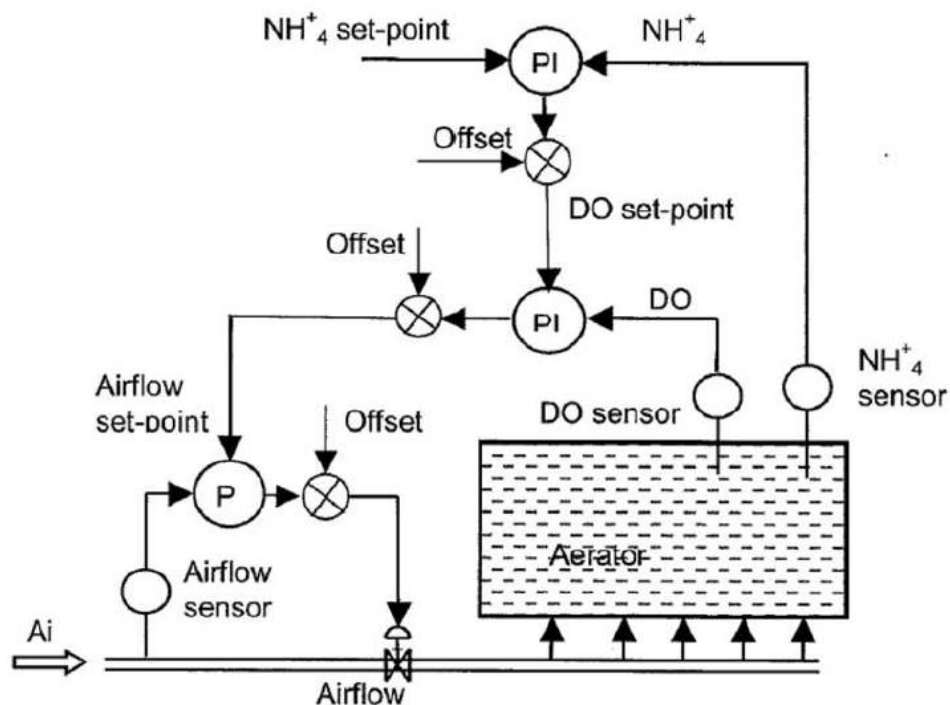 NH⁺₄ set-point
NH⁺₄
PI
Offset
DO set-point
Offset
PI
DO
NH⁺₄
sensor
DO sensor
Airflow
set-point
Offset
P
Airflow
sensor
Aerator
Ai
Airflow